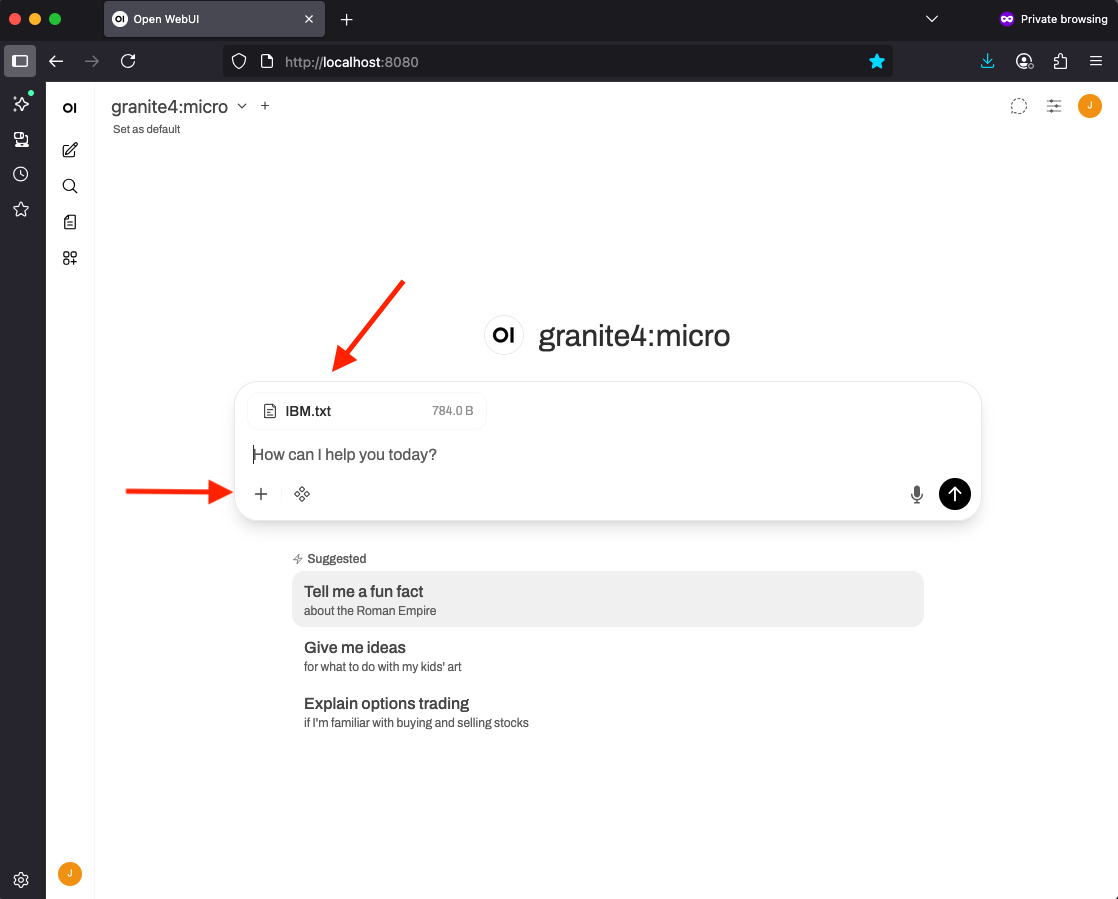 OI Open WebUI
Private browsing
http://localhost:8080
OI
granite4:micro
J
Set as default
OI granite4:micro
IBM.txt 784.0 B
How can I help you today?
Suggested
Tell me a fun fact
about the Roman Empire
Give me ideas
for what to do with my kids' art
Explain options trading
if I'm familiar with buying and selling stocks
J